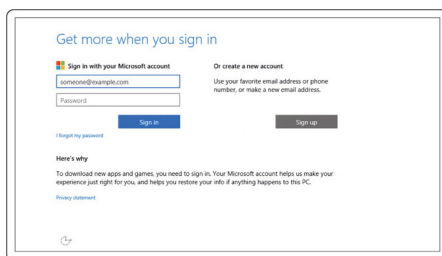 Get more when you sign in
Sign in with your Microsoft account
someone@example.com
Password
Sign in
I forgot my password
Or create a new account
Use your favorite email address or phone
number, or make a new email address.
Sign up
Here's why
To download new apps and games, you need to sign in. Your Microsoft account helps us make your
experience just right for you, and helps you restore your info if anything happens to this PC.
Privacy statement